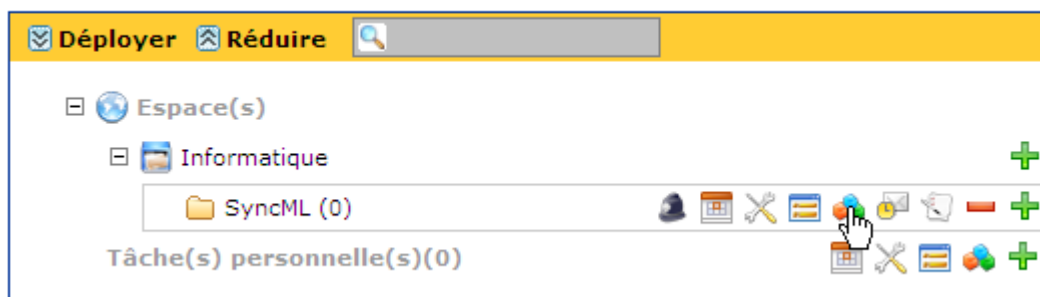 Déployer Réduire
Espace(s)
Informatique
SyncML (0)
Tâche(s) personnelle(s)(0)